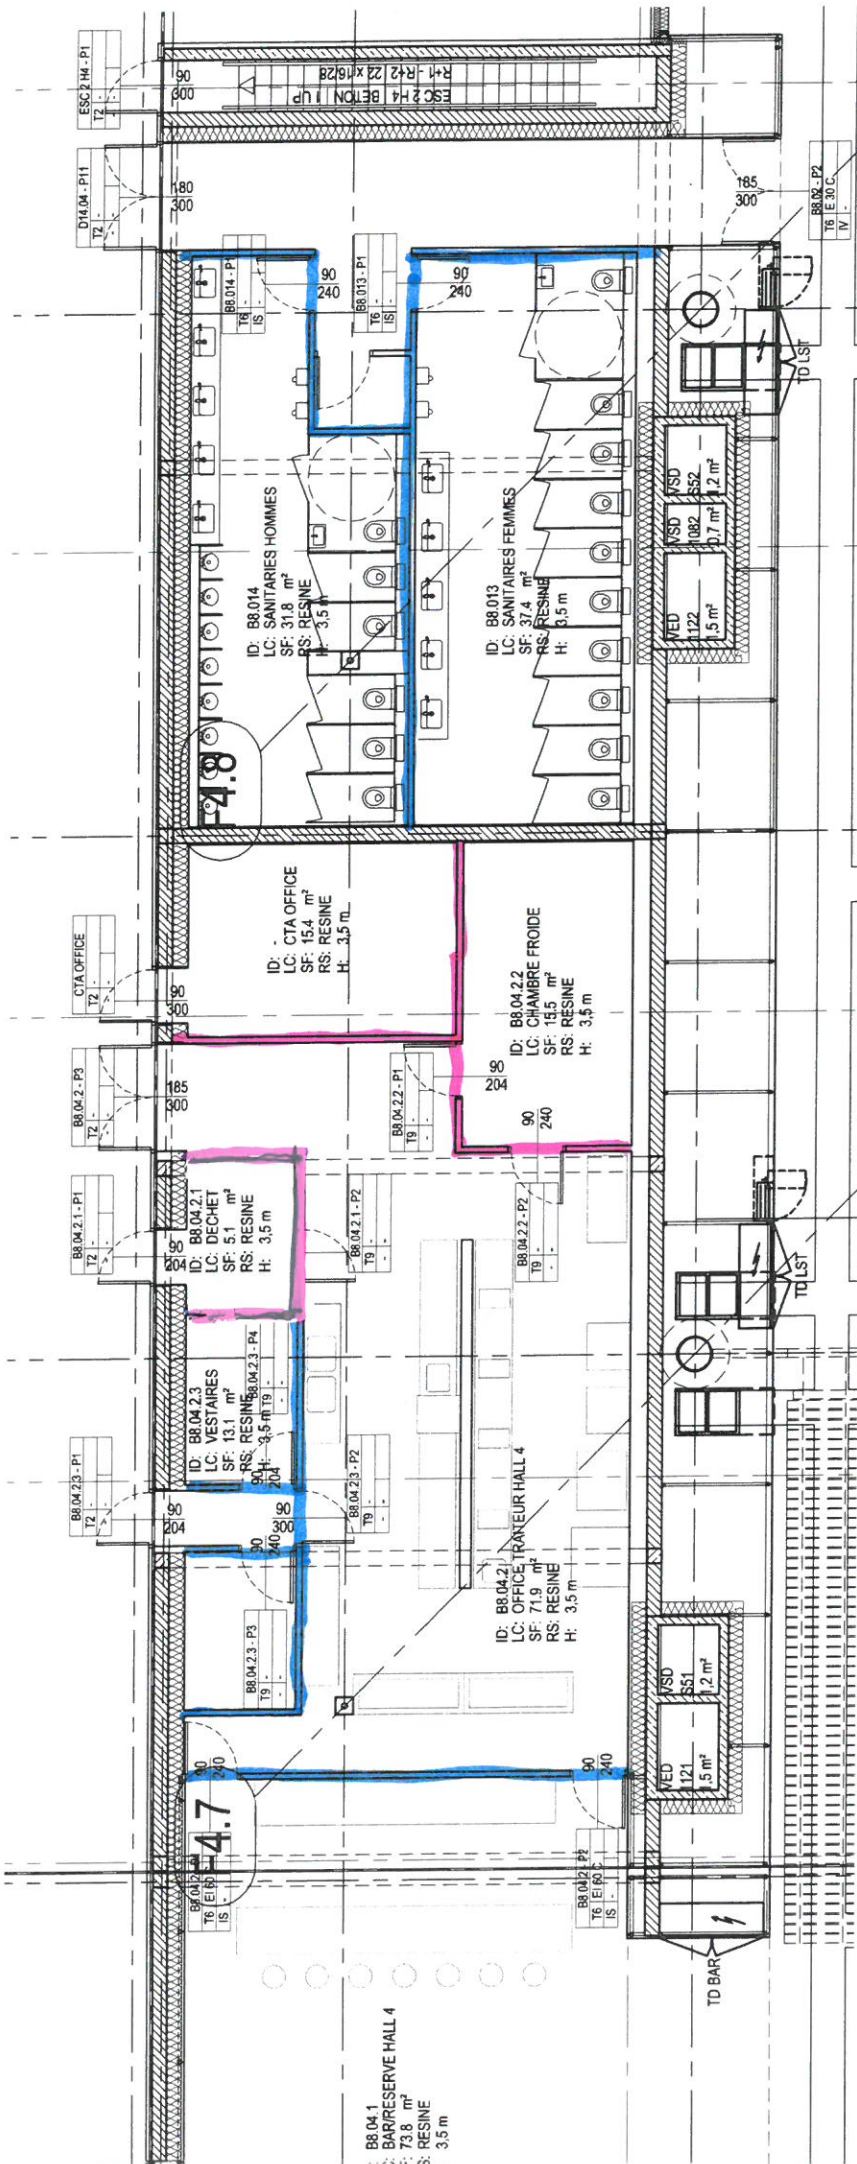 ESC 2 H4 - P1
T2 -
90
300
ESC 2 H4 BETON 1 UP
R+1 - R+2 22 x 16/28
D14.04 - P11
T2 -
180
300
185
300
B8.02 - P2
T6 E 30 C
IV -
B8.014 - P1
T6 -
IS -
90
240
B8.013 - P1
T6 -
IS -
90
240
TD LST
ID: B8.014
LC: SANITAIRIES HOMMES
SF: 31.8 m²
RS: RESINE
H: 3,5 m
ID: B8.013
LC: SANITAIRES FEMMES
SF: 37.4 m²
RS: RESINE
H: 3,5 m
VSD
S52
1,2 m²
VSD
1082
0,7 m²
VED
1122
1,5 m²
4.8
CTA OFFICE
T2 -
90
300
ID: -
LC: CTA OFFICE
SF: 15.4 m²
RS: RESINE
H: 3,5 m
ID: B8.04.2.2
LC: CHAMBRE FROIDE
SF: 15.5 m²
RS: RESINE
H: 3,5 m
B8.04.2 - P3
T2 -
185
300
B8.04.2.2 - P1
T9 -
90
204
90
240
B8.04.2.2 - P2
T9 -
B8.04.2.1 - P1
T2 -
90
204
ID: B8.04.2.1
LC: DECHET
SF: 5.1 m²
RS: RESINE
H: 3,5 m
B8.04.2.1 - P2
T9 -
TD LST
ID: B8.04.2.3
LC: VESTIAIRES
SF: 13.1 m²
RS: RESINE
H: 3,5 m
B8.04.2.3 - P4
T9 -
90
204
B8.04.2.3 - P1
T2 -
90
204
90
300
B8.04.2.3 - P2
T9 -
90
240
B8.04.2.3 - P3
T9 -
ID: B8.04.2
LC: OFFICE TRAITEUR HALL 4
SF: 71.9 m²
RS: RESINE
H: 3,5 m
VSD
S51
1,2 m²
VED
1121
1,5 m²
90
240
90
240
4.7
T6 EI 60 C
IS -
B8.04.2 - P2
T6 EI 60 C
IS -
TD BAR
B8.04.1
BAR/RESERVE HALL 4
73.8 m²
RESINE
3,5 m